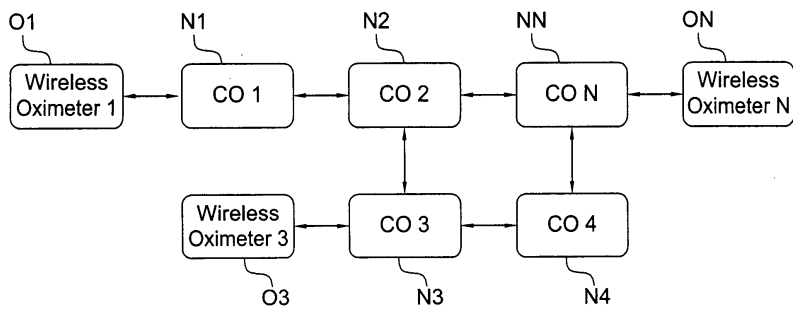 O1
N1
N2
NN
ON
Wireless
Oximeter 1
CO 1
CO 2
CO N
Wireless
Oximeter N
Wireless
Oximeter 3
CO 3
CO 4
O3
N3
N4